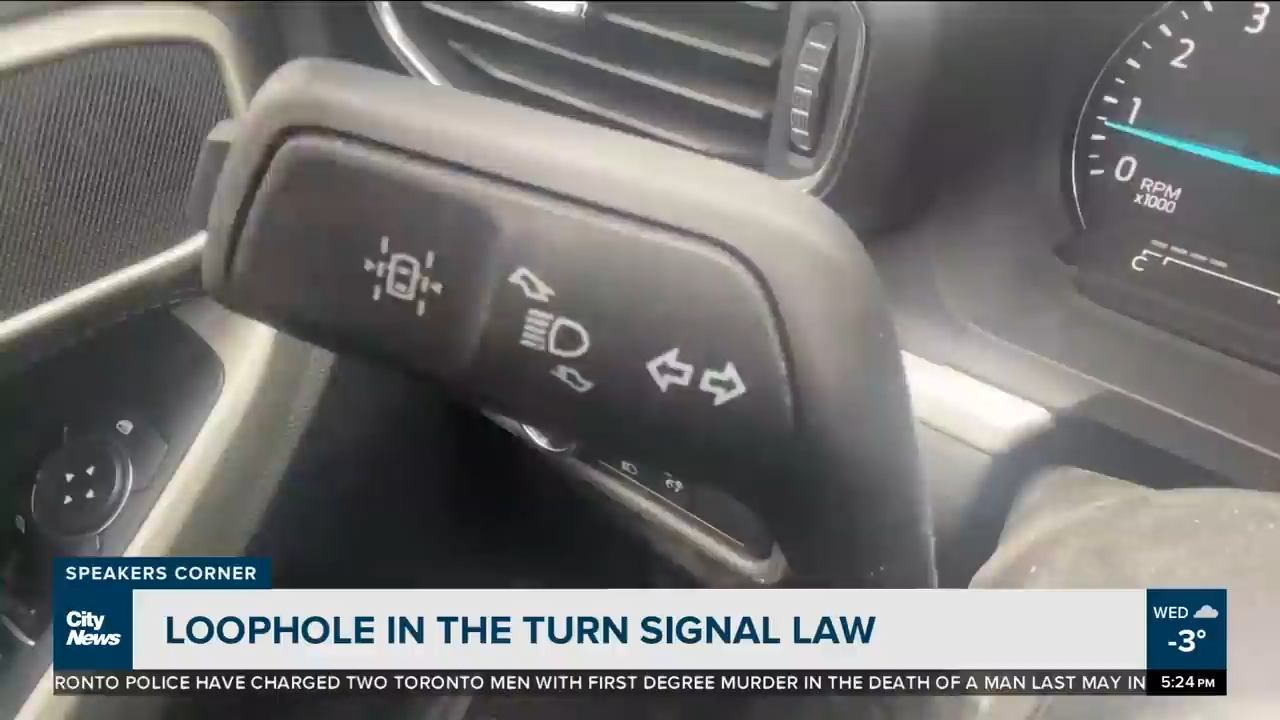 3
2
1
0
RPM
x1000
SPEAKERS CORNER
City
News
LOOPHOLE IN THE TURN SIGNAL LAW
WED
-3°
RONTO POLICE HAVE CHARGED TWO TORONTO MEN WITH FIRST DEGREE MURDER IN THE DEATH OF A MAN LAST MAY IN
5:24 PM